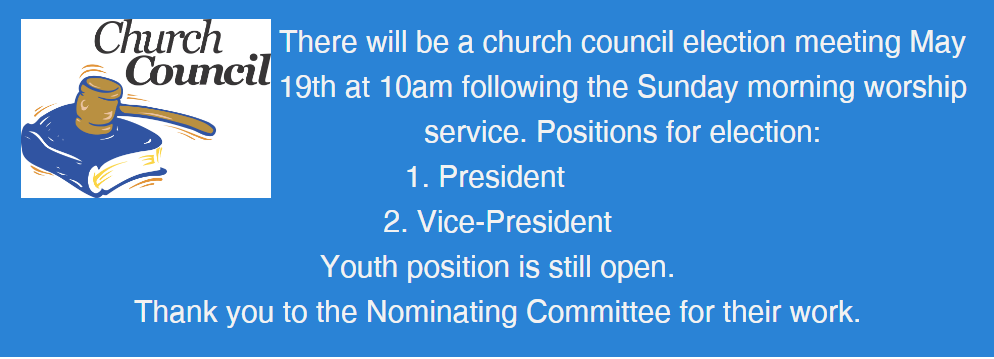 Church
Council
There will be a church council election meeting May
19th at 10am following the Sunday morning worship
service. Positions for election:
1. President
2. Vice-President
Youth position is still open.
Thank you to the Nominating Committee for their work.